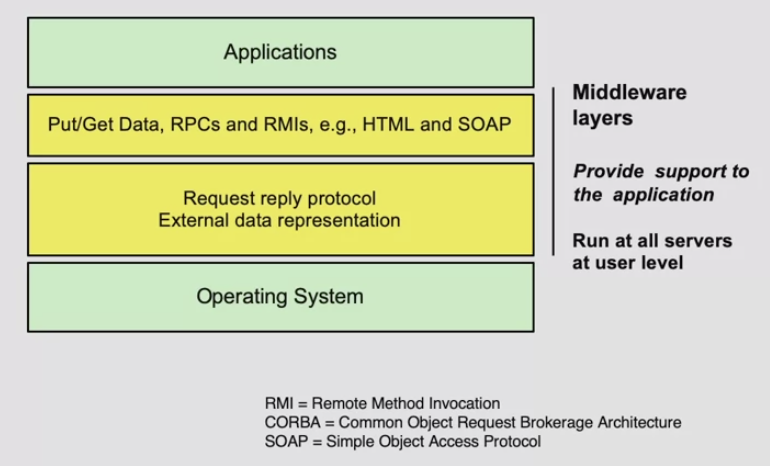 Applications
Put/Get Data, RPCs and RMIs, e.g., HTML and SOAP
Request reply protocol
External data representation
Operating System
Middleware
layers
Provide support to
the application
Run at all servers
at user level
RMI = Remote Method Invocation
CORBA = Common Object Request Brokerage Architecture
SOAP = Simple Object Access Protocol